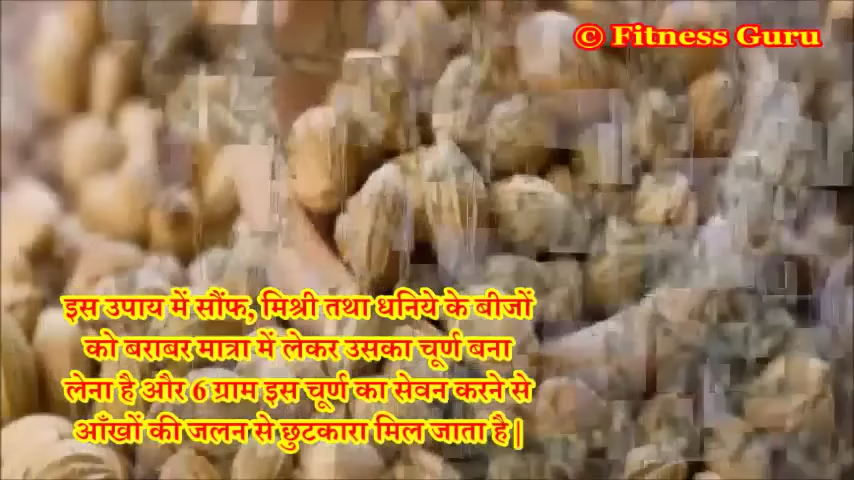 © Fitness Guru
इस उपाय में सौंफ, मिश्री तथा धनिये के बीजों
को बराबर मात्रा में लेकर उसका चूर्ण बना
लेना है और 6 ग्राम इस चूर्ण का सेवन करने से
आँखों की जलन से छुटकारा मिल जाता है |